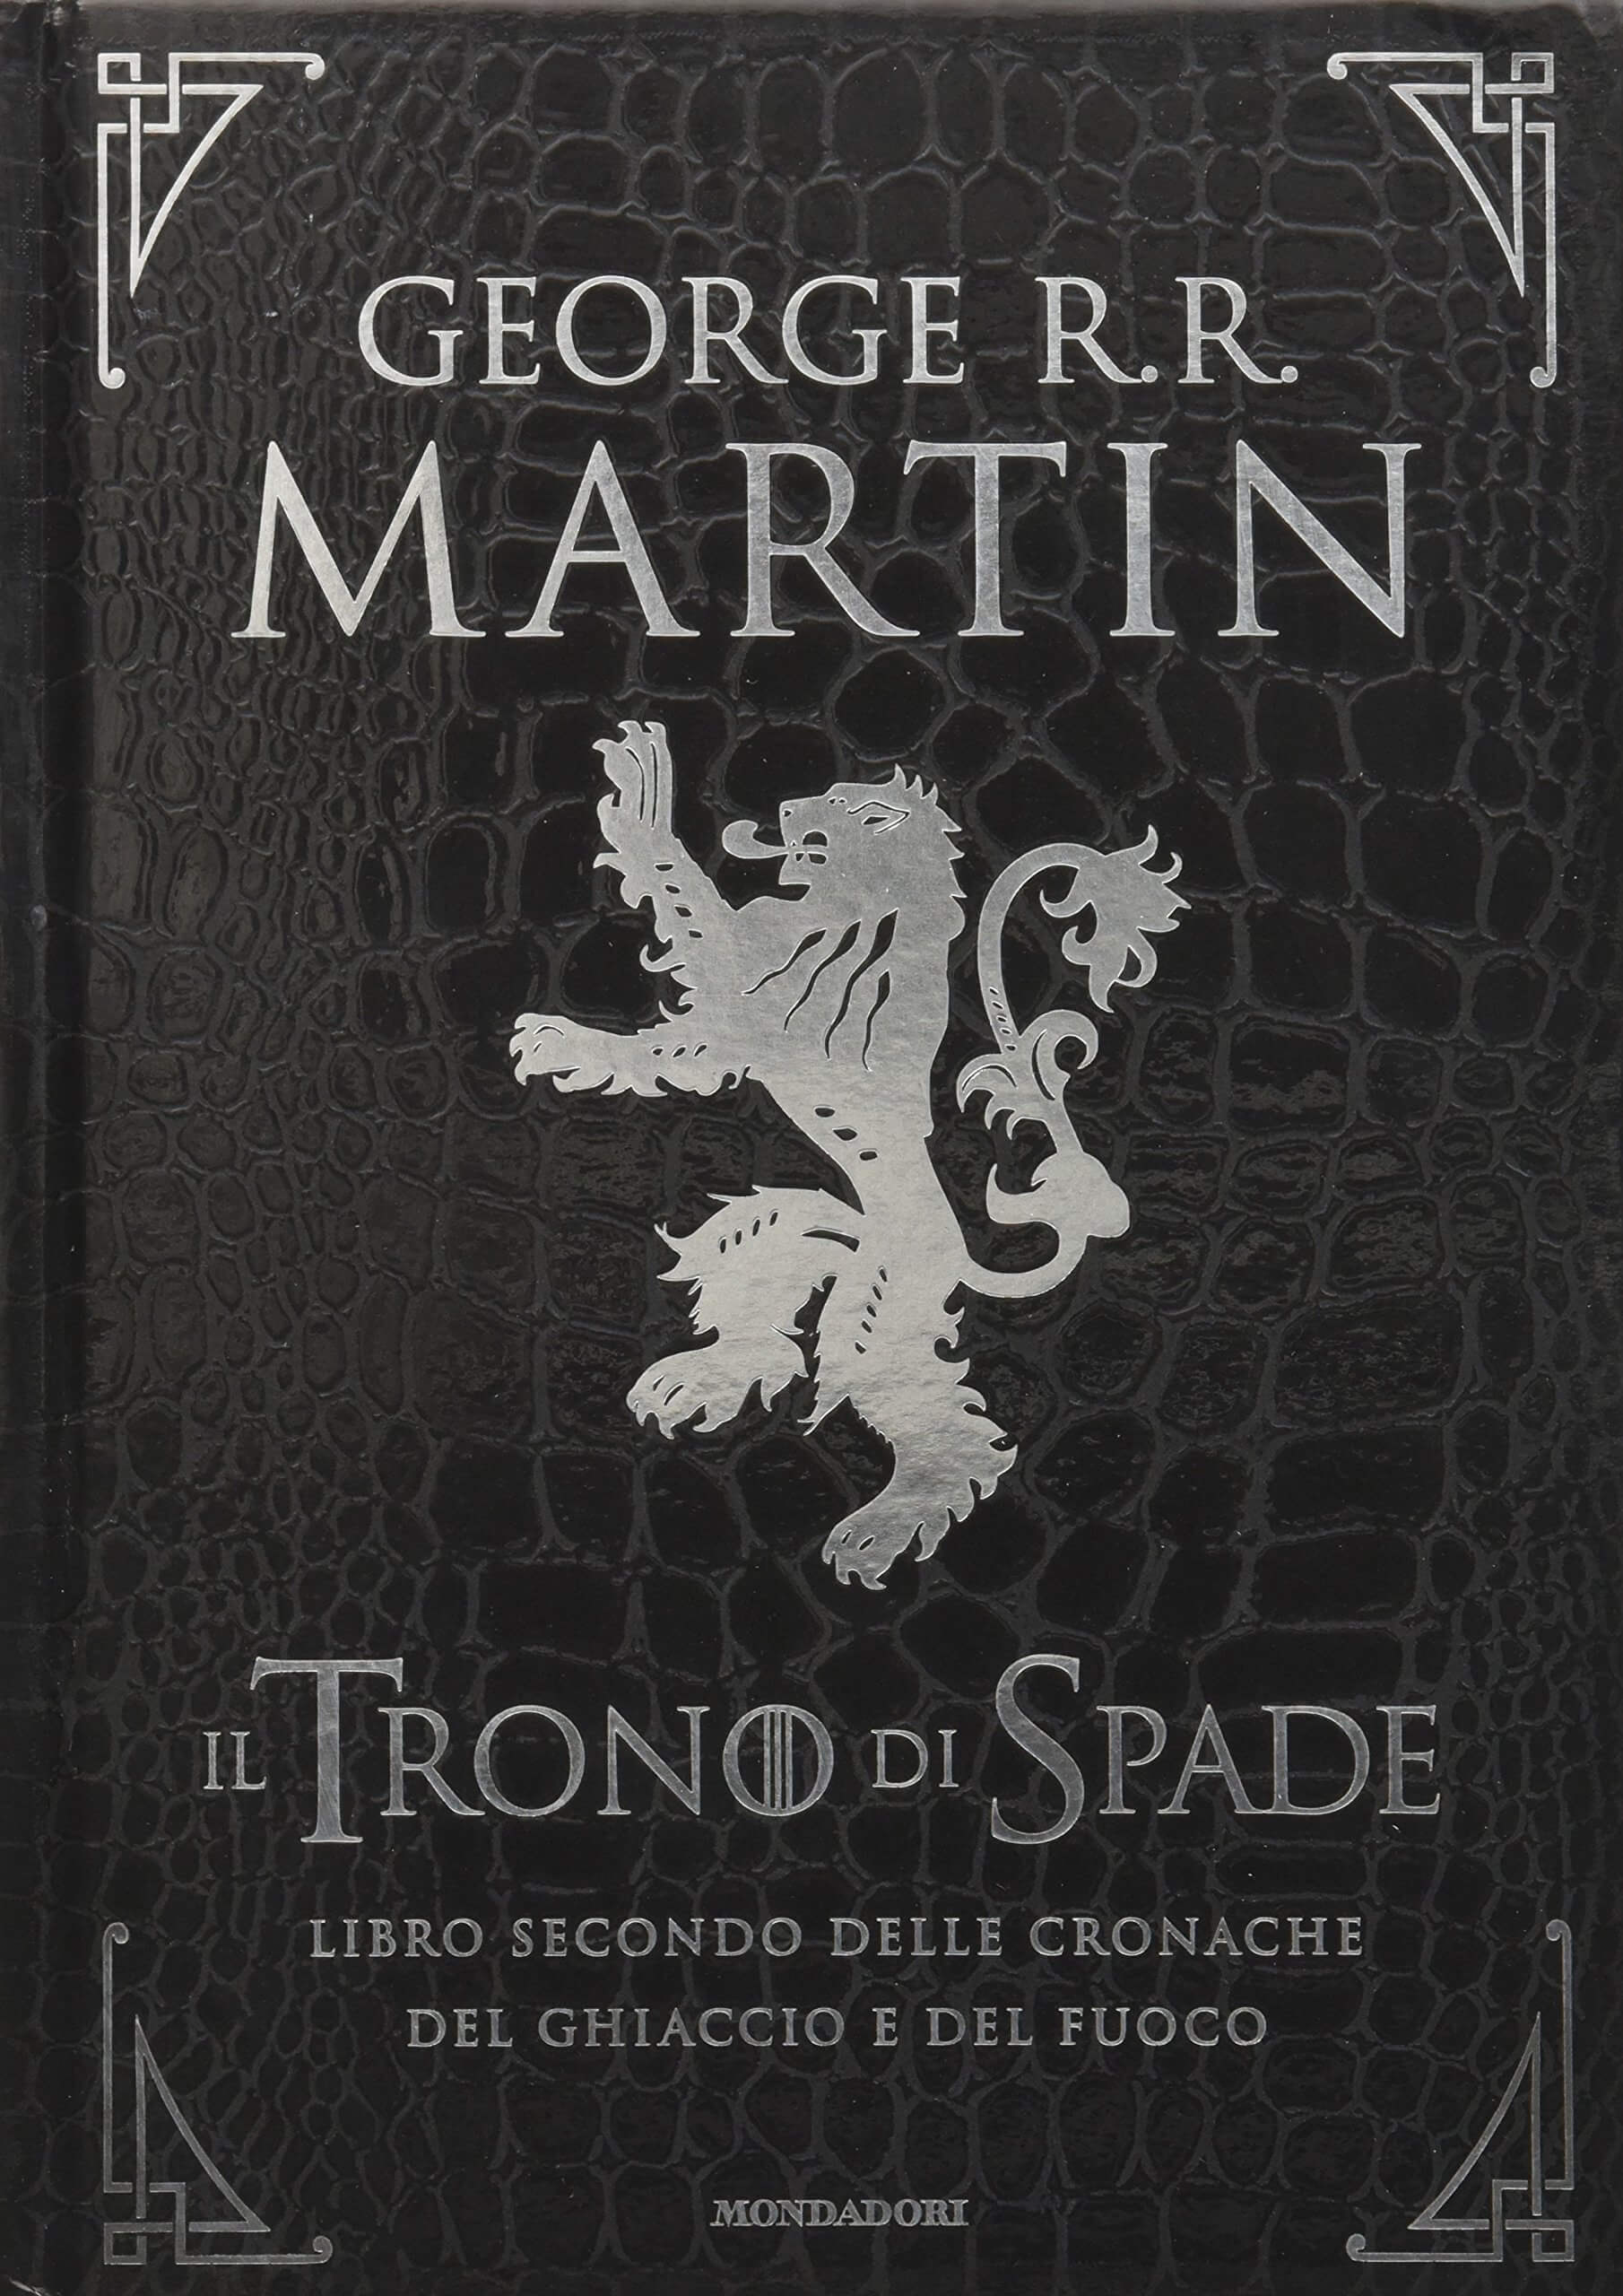 GEORGE R.R.
MARTIN
IL TRONO DI SPADE
LIBRO SECONDO DELLE CRONACHE
DEL GHIACCIO E DEL FUOCO
MONDADORI